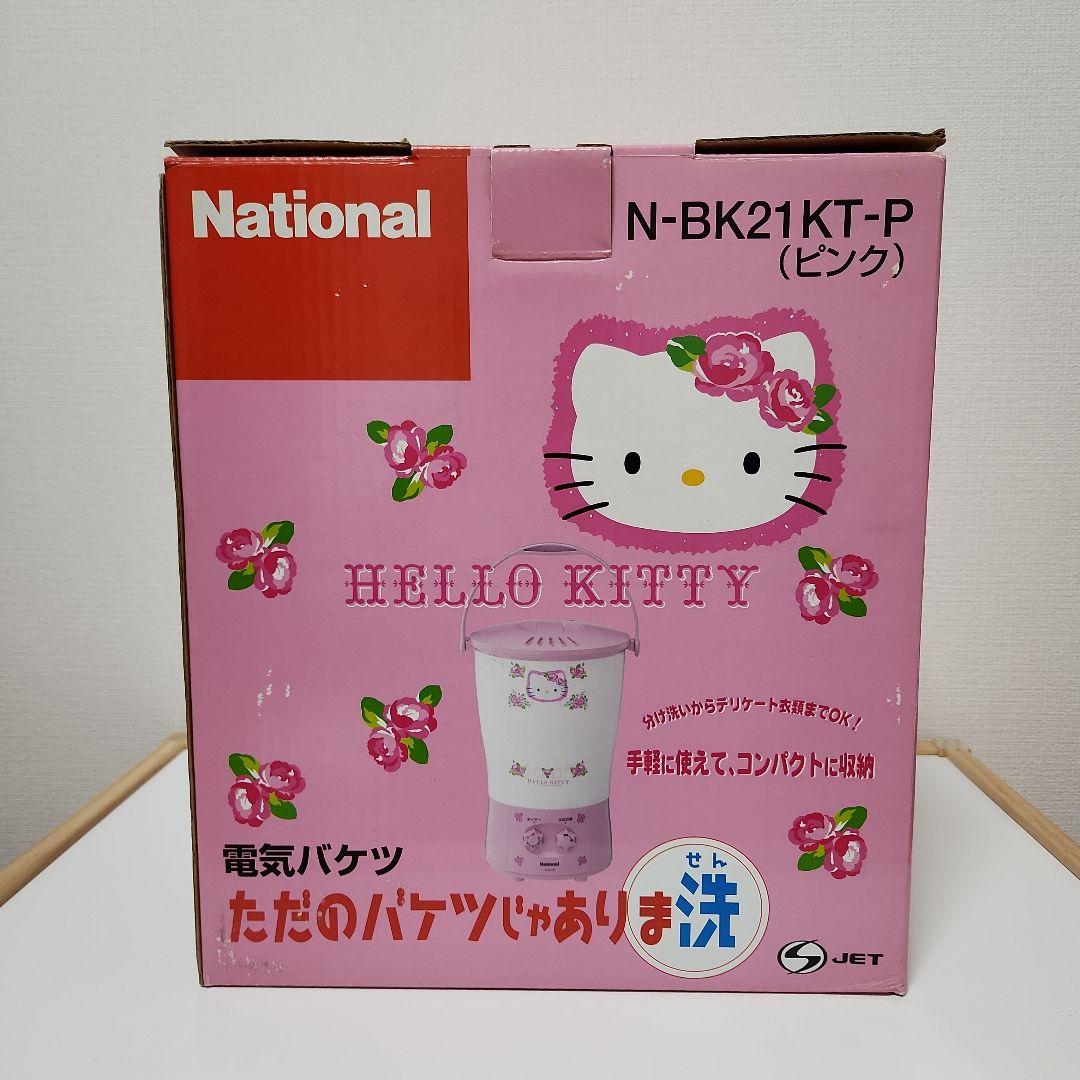 National
N-BK21KT-P
(ピンク)
HELLO KITTY
分け洗いからデリケート衣類までOK!
手軽に使えて、コンパクトに収納
HELLO KITTY
National
電気バケツ
せん
ただのバケツじゃありま洗
S JET